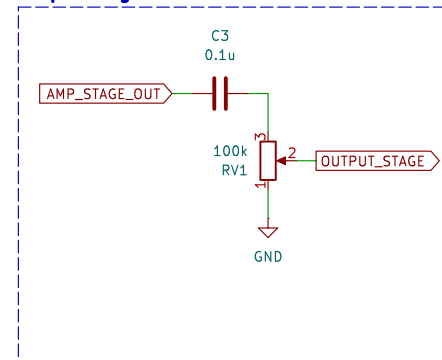 C3
0.1u
AMP_STAGE_OUT
3
100k
2
OUTPUT_STAGE
RV1
1
GND